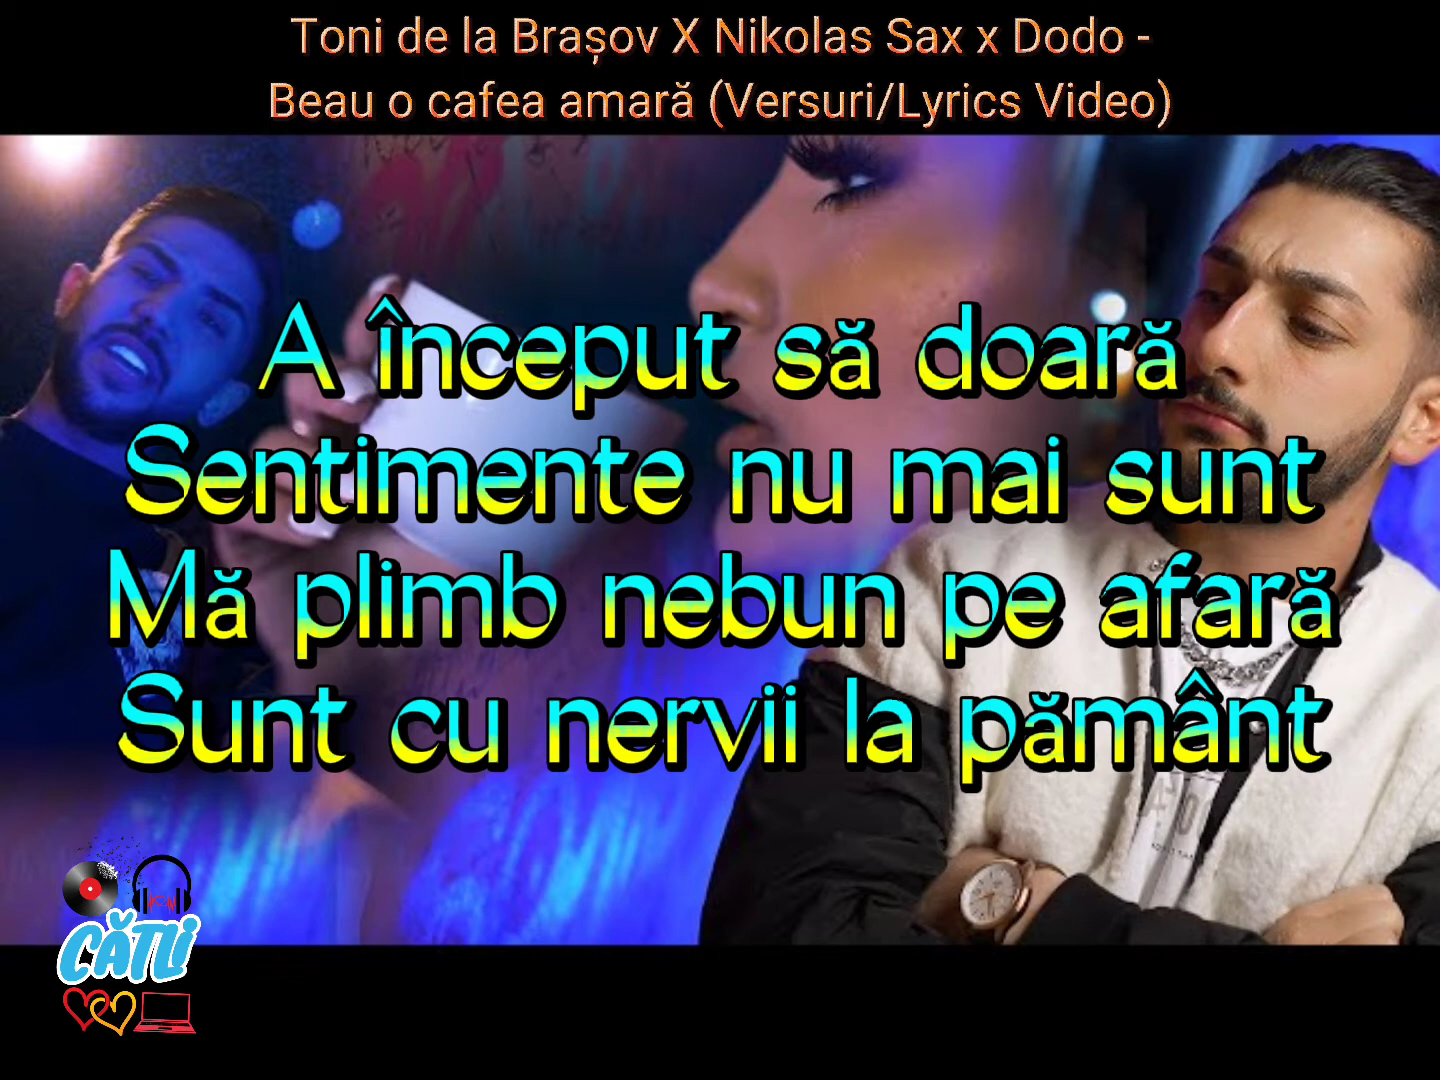 Toni de la Brașov X Nikolas Sax x Dodo -
Beau o cafea amară (Versuri/Lyrics Video)
A început să doară
Sentimente nu mai sunt
Mă plimb nebun pe afară
Sunt cu nervii la pământ
CĂTLi